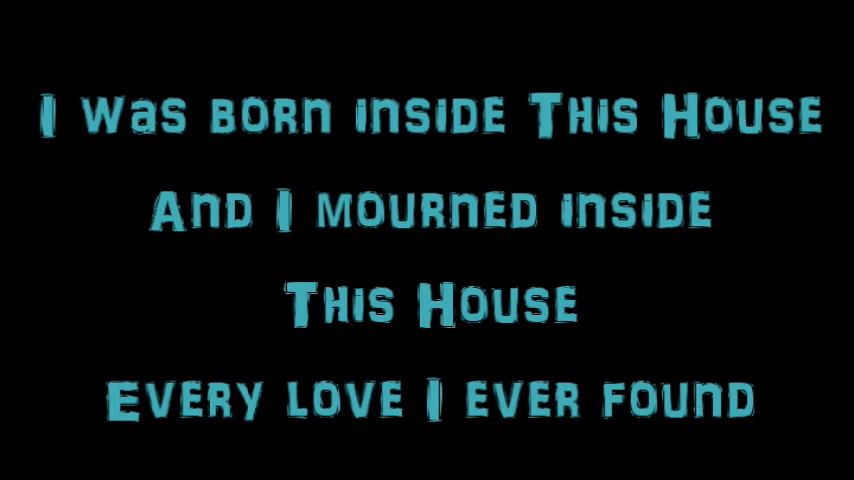 I was born inside This House
And I mourned inside
This House
Every love I ever found